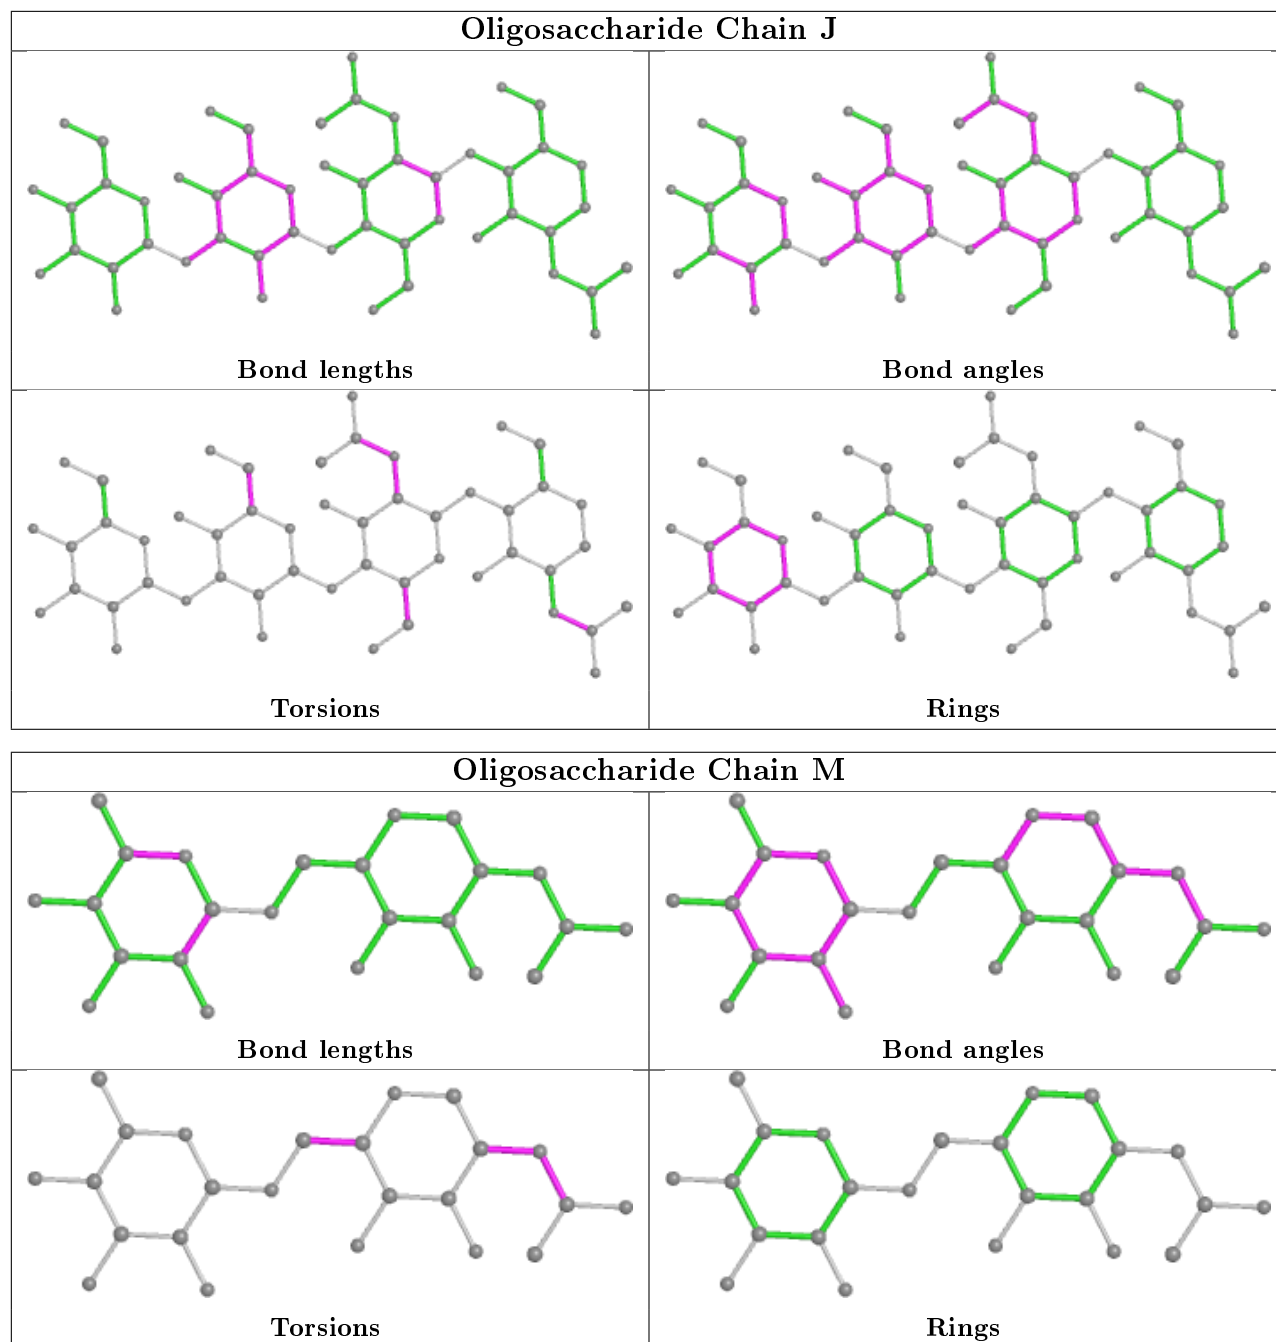 Oligosaccharide Chain J
Bond lengths
Bond angles
Torsions
Rings
Oligosaccharide Chain M
Bond lengths
Bond angles
Torsions
Rings